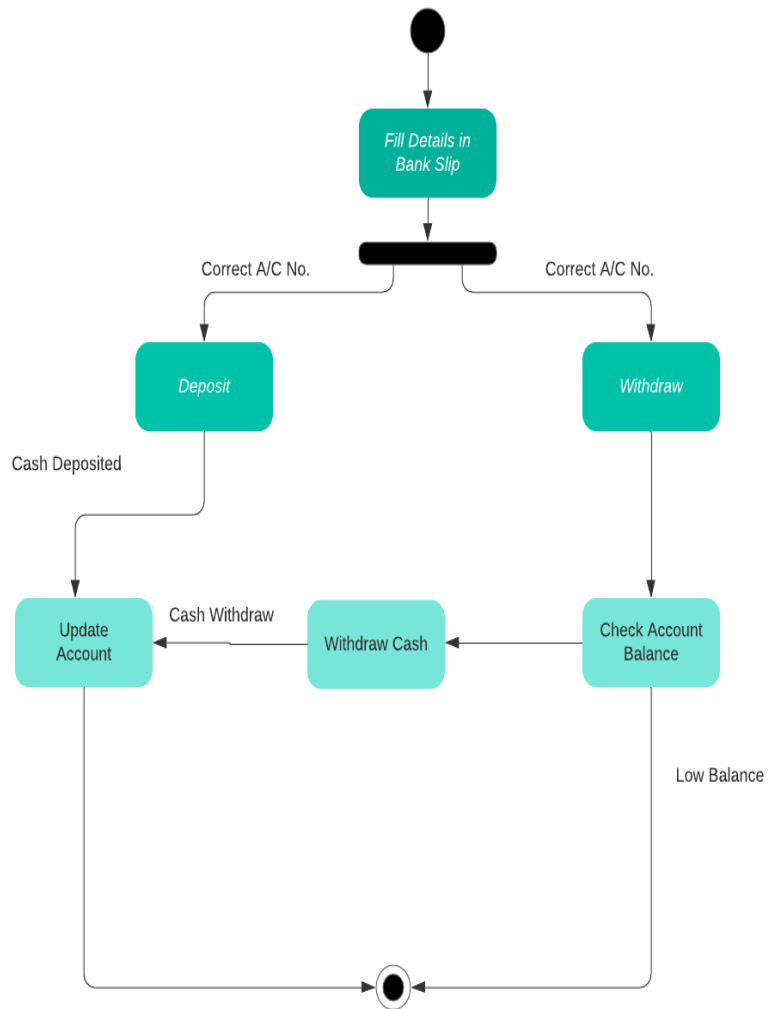 Fill Details in
Bank Slip
Correct A/C No.
Correct A/C No.
Deposit
Withdraw
Cash Deposited
Update
Account
Cash Withdraw
Withdraw Cash
Check Account
Balance
Low Balance